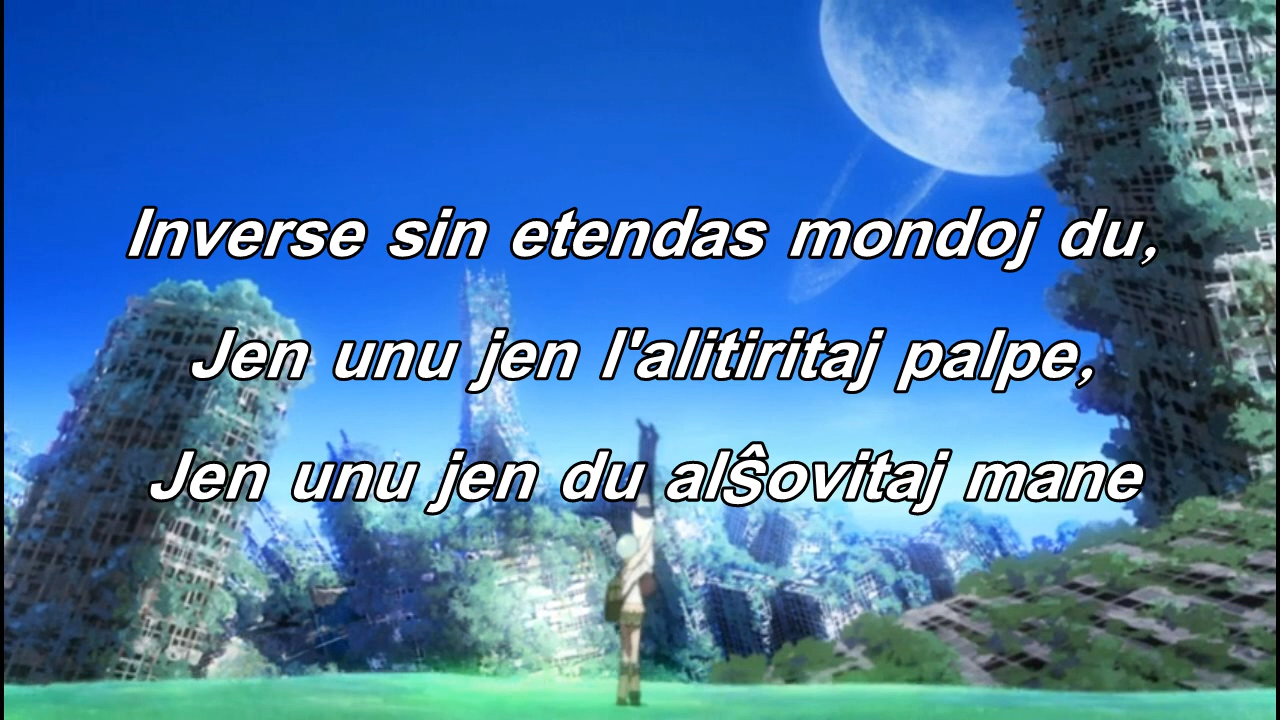 Inverse sin etendas mondoj du,
Jen unu jen l'alitiritaj palpe,
Jen unu jen du alŝovitaj mane